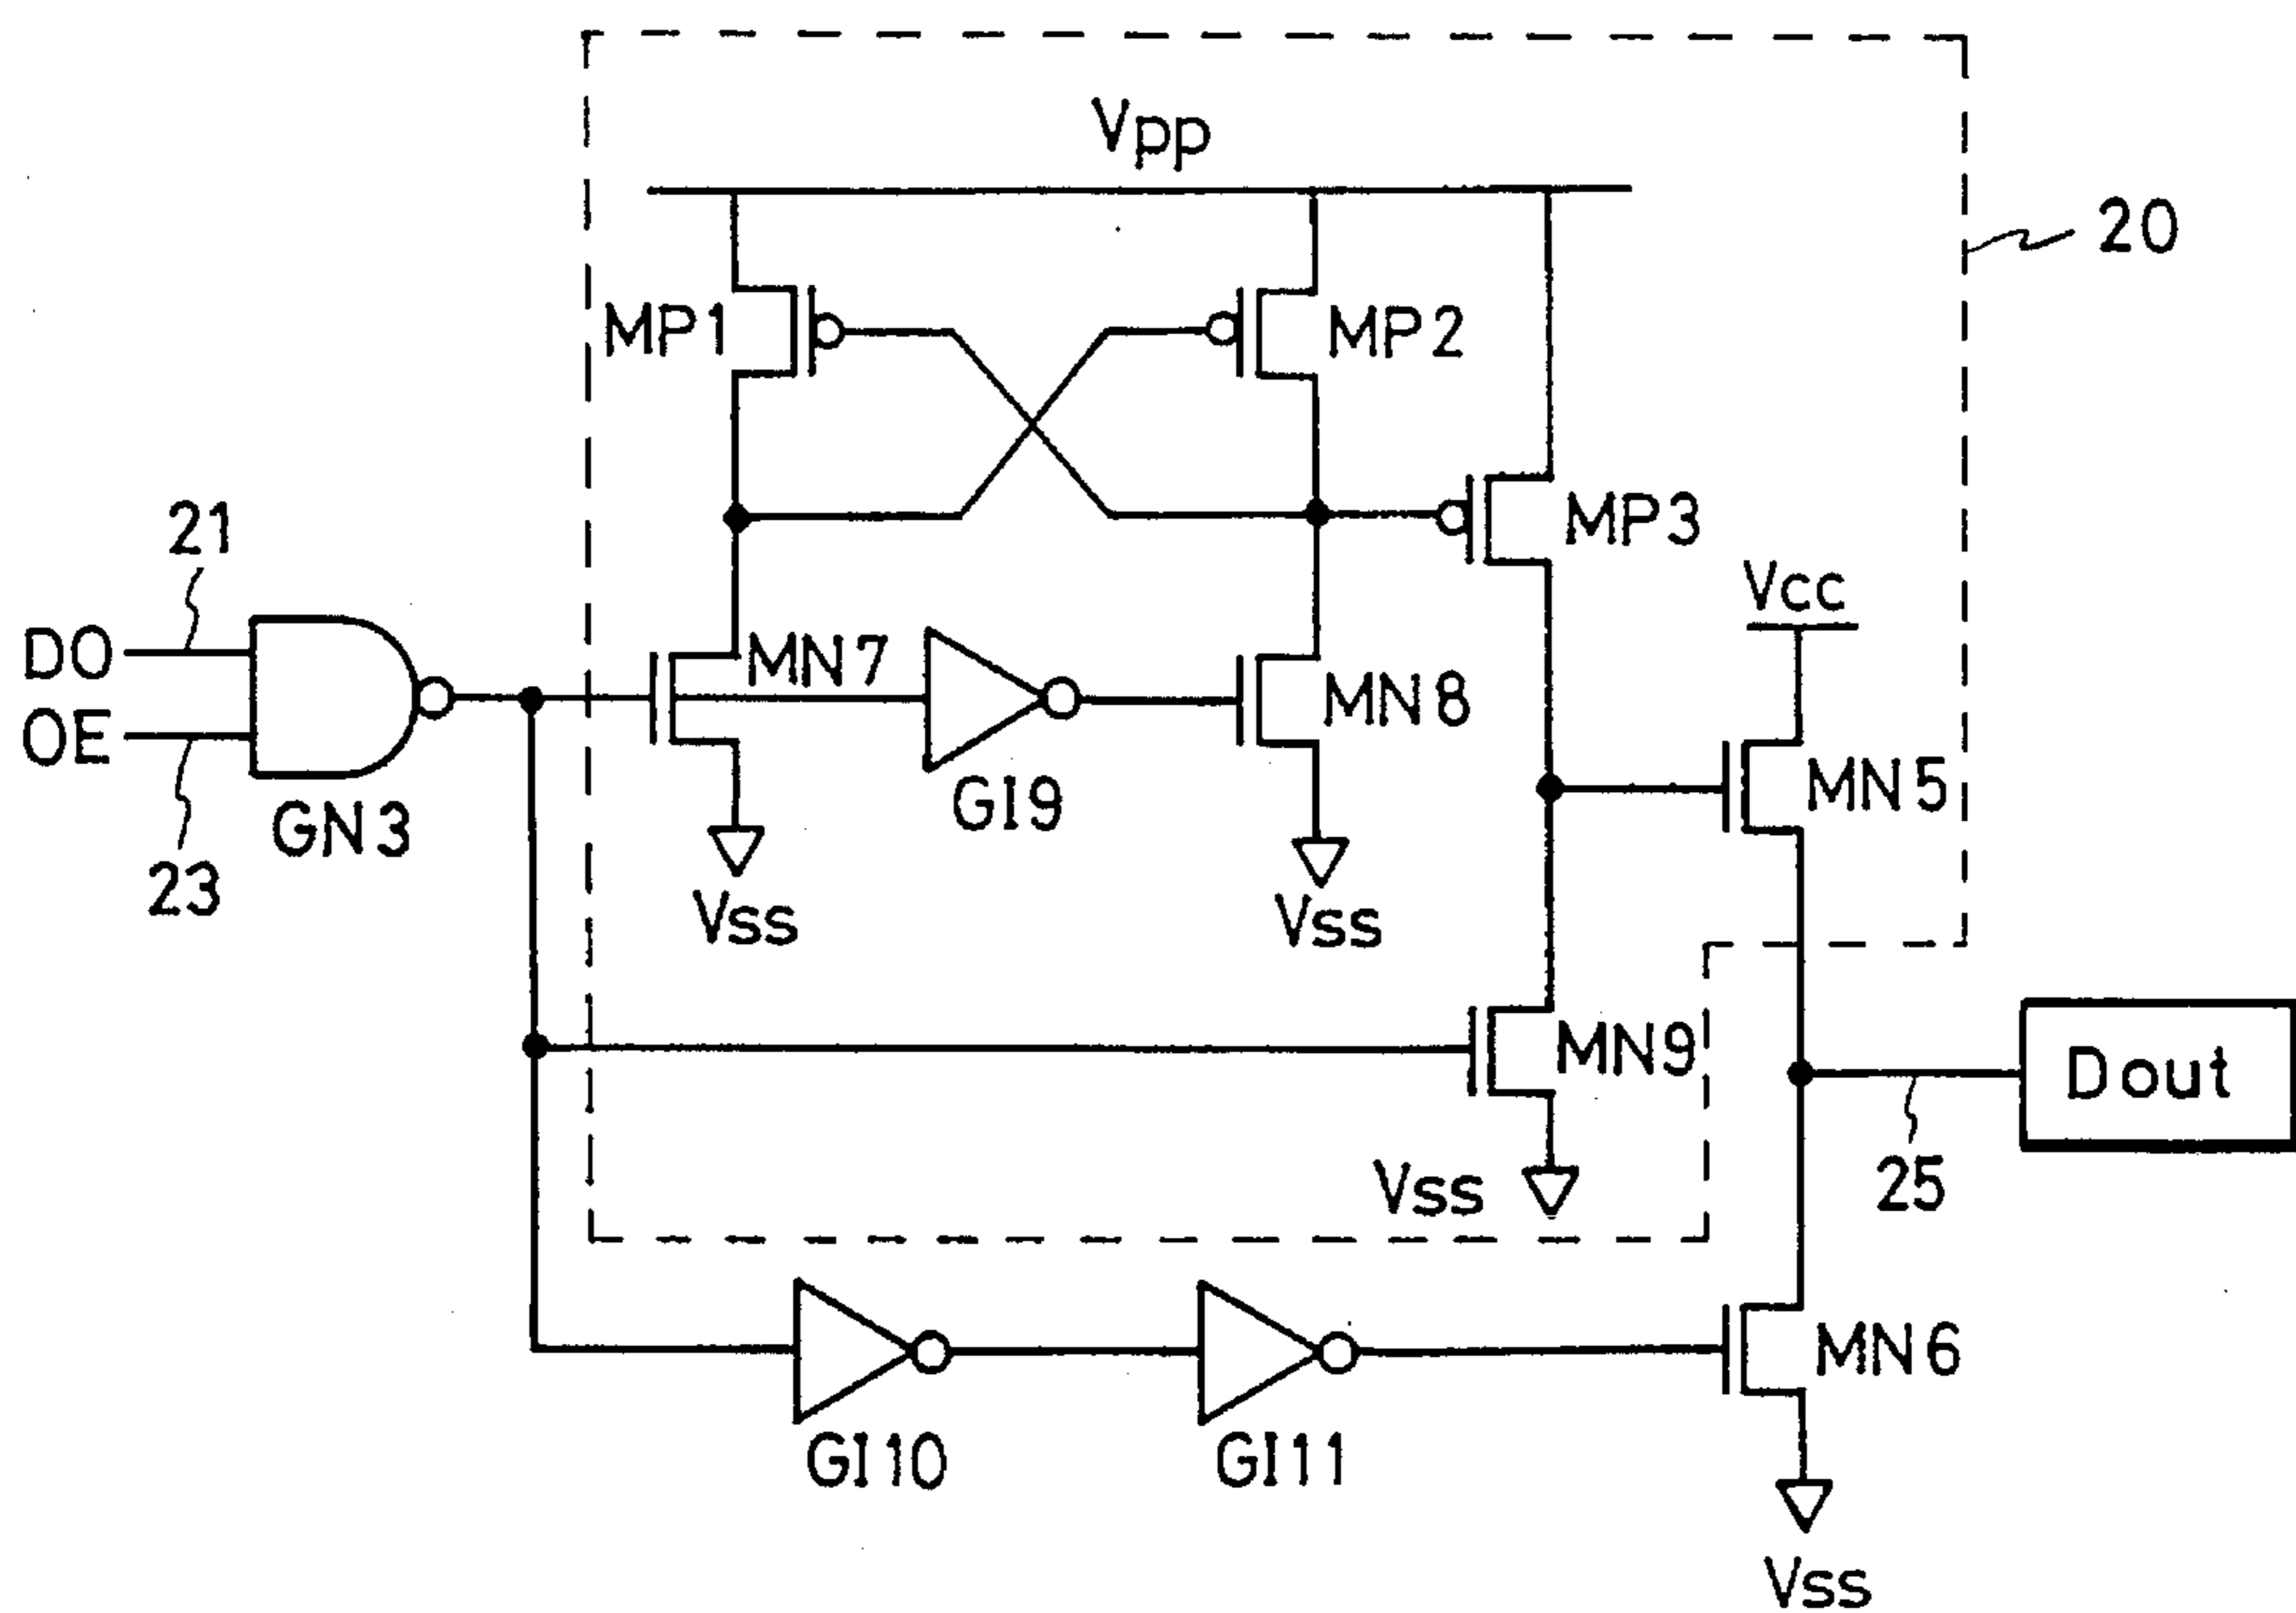 Vpp
20
MP1
MP2
21
MP3
Vcc
DO
MN7
OE
MN8
MN5
GN3
GI9
23
Vss
Vss
MN9
Dout
Vss
25
MN6
GI10
GI11
Vss